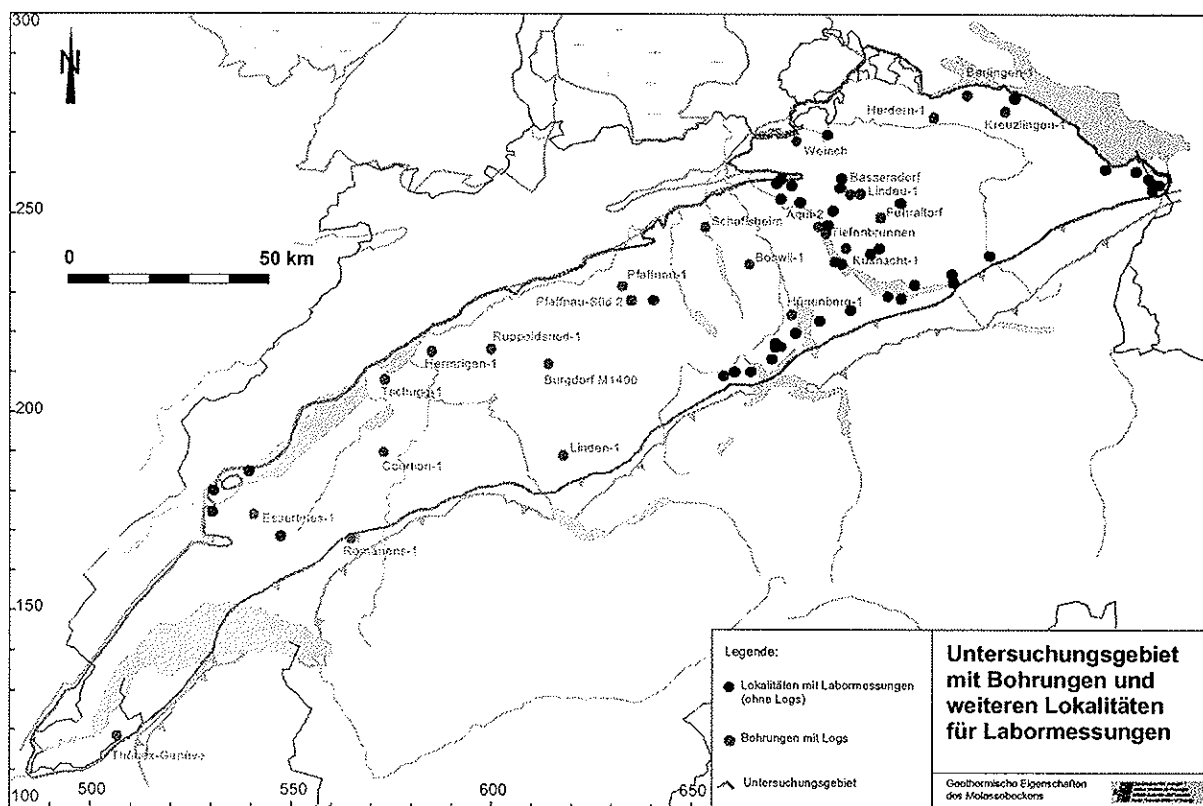 300
N
Berlingen-1
Herdern-1
Kreuzlingen-1
Weiach
Bassersdorf
Lindau-1
250
Aqui-2
Fehraltorf
Schafisheim
Tiefenbrunnen
0
50 km
Boswil-1
Küsnacht-1
Pfaffnau-1
Pfaffnau-Süd 2
Hünenberg-1
Ruppoldsried-1
Hermrigen-1
Burgdorf M1400
Tschugg-1
200
Linden-1
Courtion-1
Essertines-1
Romanens-1
150
Thônex-Genève
100
500
550
600
650
Legende:
Lokalitäten mit Labormessungen
(ohne Logs)
Bohrungen mit Logs
Untersuchungsgebiet
Untersuchungsgebiet
mit Bohrungen und
weiteren Lokalitäten
für Labormessungen
Geothermische Eigenschaften
des Molassebeckens